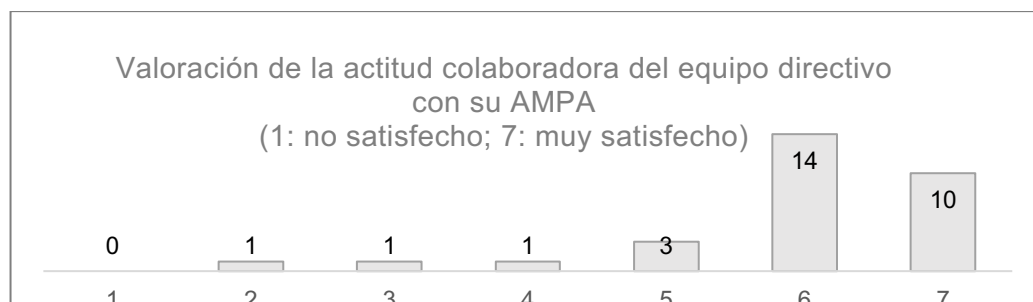 Valoración de la actitud colaboradora del equipo directivo
con su AMPA
(1: no satisfecho; 7: muy satisfecho)
14
10
0 1 1 1 3
1 2 3 4 5 6 7